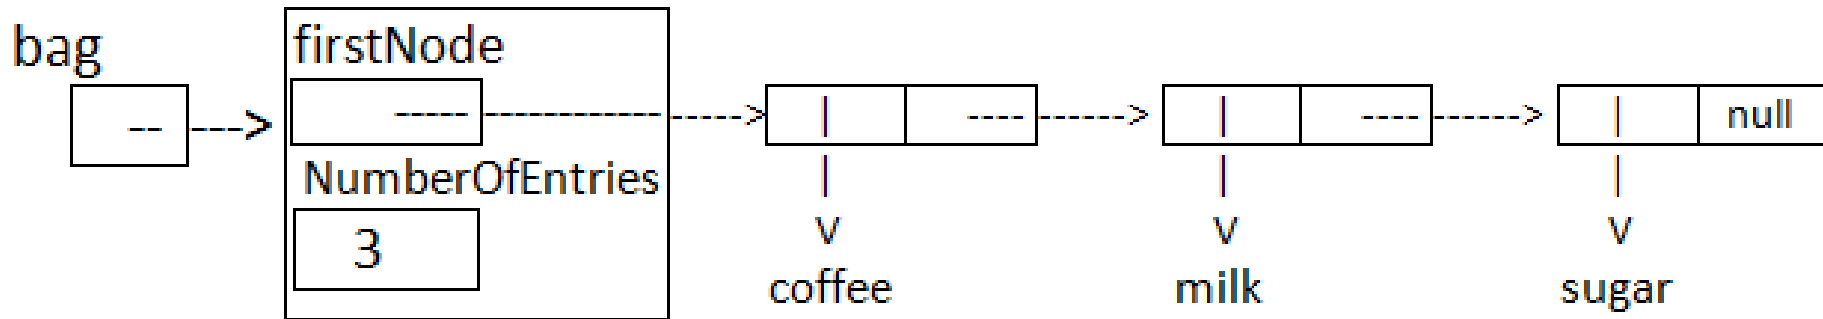 bag
firstNode
NumberOfEntries
3
null
coffee milk sugar